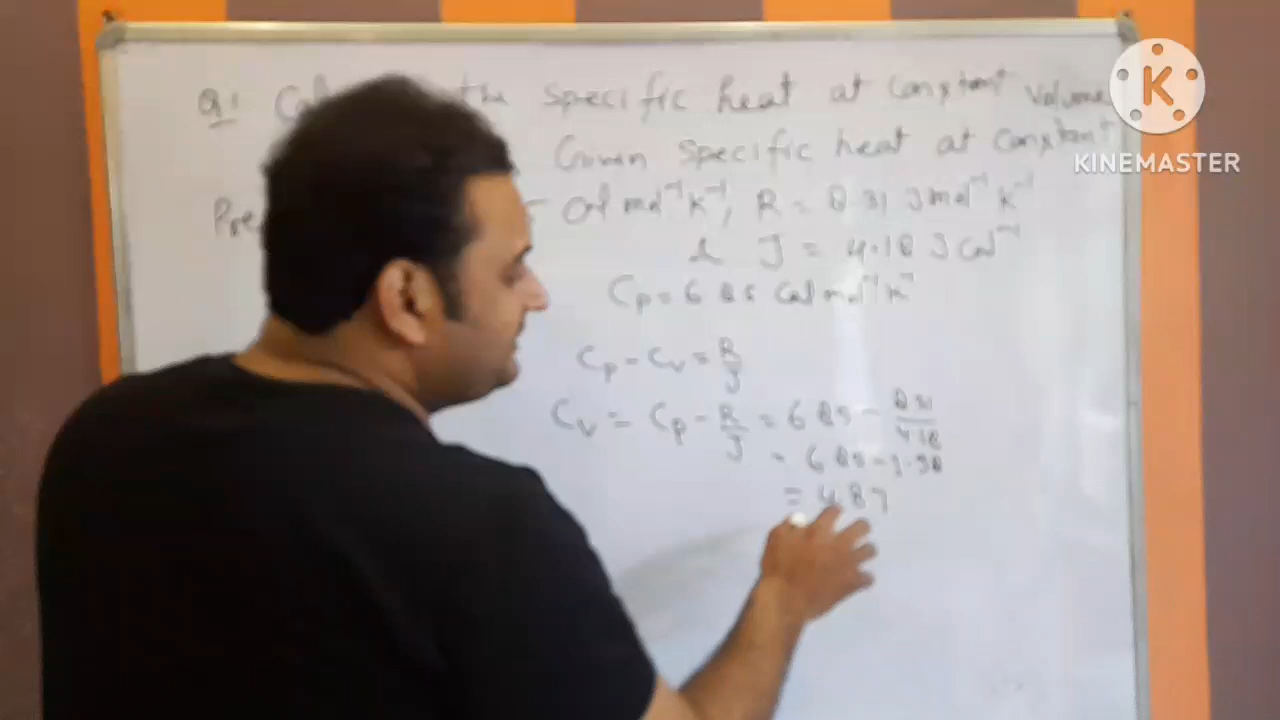 Q: the specific heat at constant volume
Given specific heat at constant
Cal mol⁻¹ K⁻¹, R = 8.31 J mol⁻¹ K⁻¹
& J = 4.18 J Cal⁻¹
Cp = 6.85 Cal mol⁻¹ K⁻¹
Cp - Cv = R/J
Cv = Cp - R/J = 6.85 - 8.31/4.18
= 6.85 - 1.98
= 4.87
K
KINEMASTER